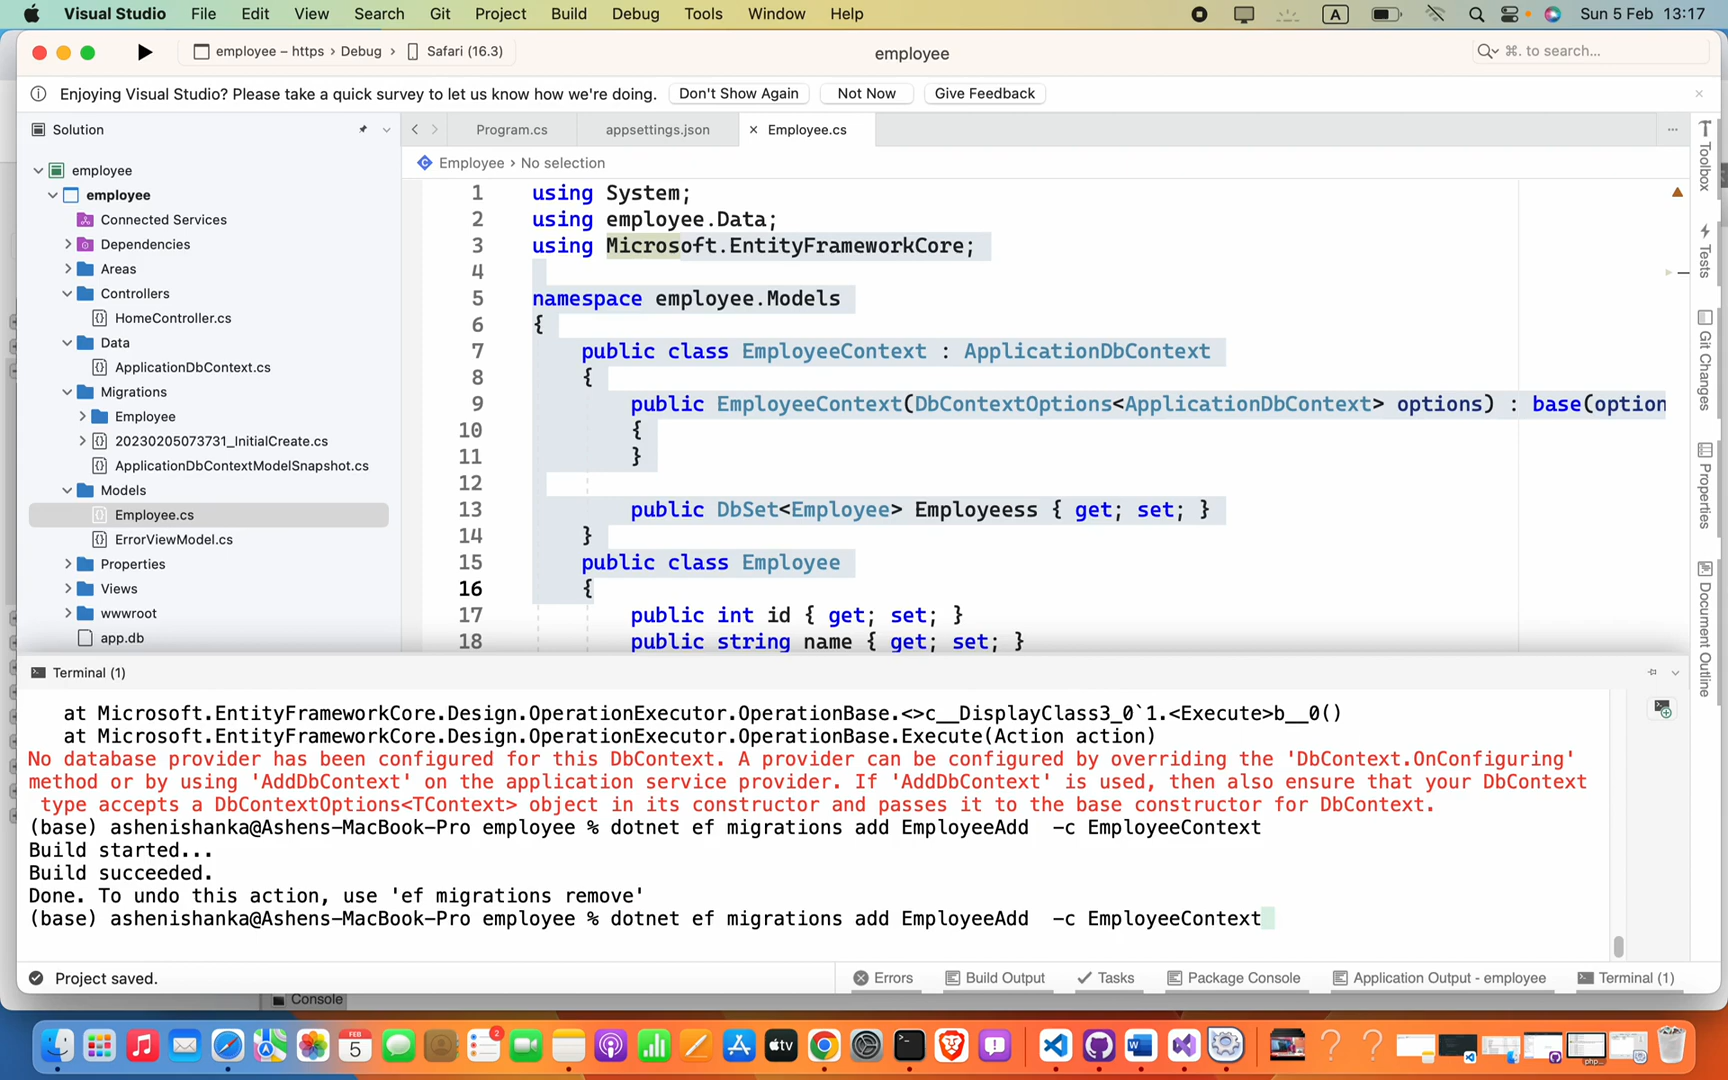 Visual Studio File Edit View Search Git Project Build Debug Tools Window Help A Sun 5 Feb 13:17
employee – https › Debug › Safari (16.3) employee ⌘. to search...
Enjoying Visual Studio? Please take a quick survey to let us know how we're doing. Don't Show Again Not Now Give Feedback
Solution
Program.cs appsettings.json Employee.cs
Employee › No selection
employee
employee
Connected Services
Dependencies
Areas
Controllers
HomeController.cs
Data
ApplicationDbContext.cs
Migrations
Employee
20230205073731_InitialCreate.cs
ApplicationDbContextModelSnapshot.cs
Models
Employee.cs
ErrorViewModel.cs
Properties
Views
wwwroot
app.db
1 using System;
2 using employee.Data;
3 using Microsoft.EntityFrameworkCore;
4
5 namespace employee.Models
6 {
7 public class EmployeeContext : ApplicationDbContext
8 {
9 public EmployeeContext(DbContextOptions<ApplicationDbContext> options) : base(option
10 {
11 }
12
13 public DbSet<Employee> Employeess { get; set; }
14 }
15 public class Employee
16 {
17 public int id { get; set; }
18 public string name { get; set; }
Toolbox
Tests
Git Changes
Properties
Document Outline
Terminal (1)
at Microsoft.EntityFrameworkCore.Design.OperationExecutor.OperationBase.<>c__DisplayClass3_0`1.<Execute>b__0()
at Microsoft.EntityFrameworkCore.Design.OperationExecutor.OperationBase.Execute(Action action)
No database provider has been configured for this DbContext. A provider can be configured by overriding the 'DbContext.OnConfiguring'
method or by using 'AddDbContext' on the application service provider. If 'AddDbContext' is used, then also ensure that your DbContext
type accepts a DbContextOptions<TContext> object in its constructor and passes it to the base constructor for DbContext.
(base) ashenishanka@Ashens-MacBook-Pro employee % dotnet ef migrations add EmployeeAdd  -c EmployeeContext
Build started...
Build succeeded.
Done. To undo this action, use 'ef migrations remove'
(base) ashenishanka@Ashens-MacBook-Pro employee % dotnet ef migrations add EmployeeAdd  -c EmployeeContext
Project saved. Errors Build Output Tasks Package Console Application Output - employee Terminal (1)
Console
FEB
5
2
tv